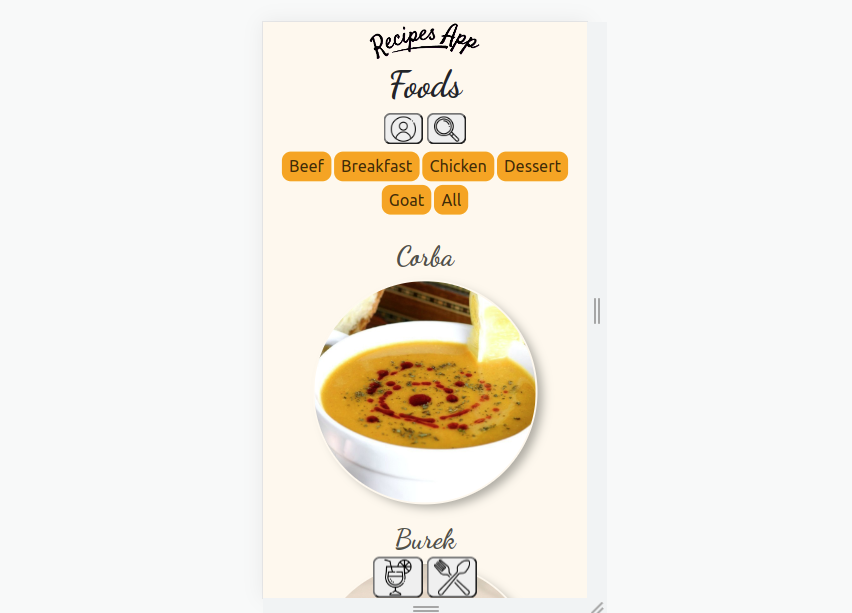 Recipes App
Foods
Beef Breakfast Chicken Dessert
Goat All
Corba
Burek